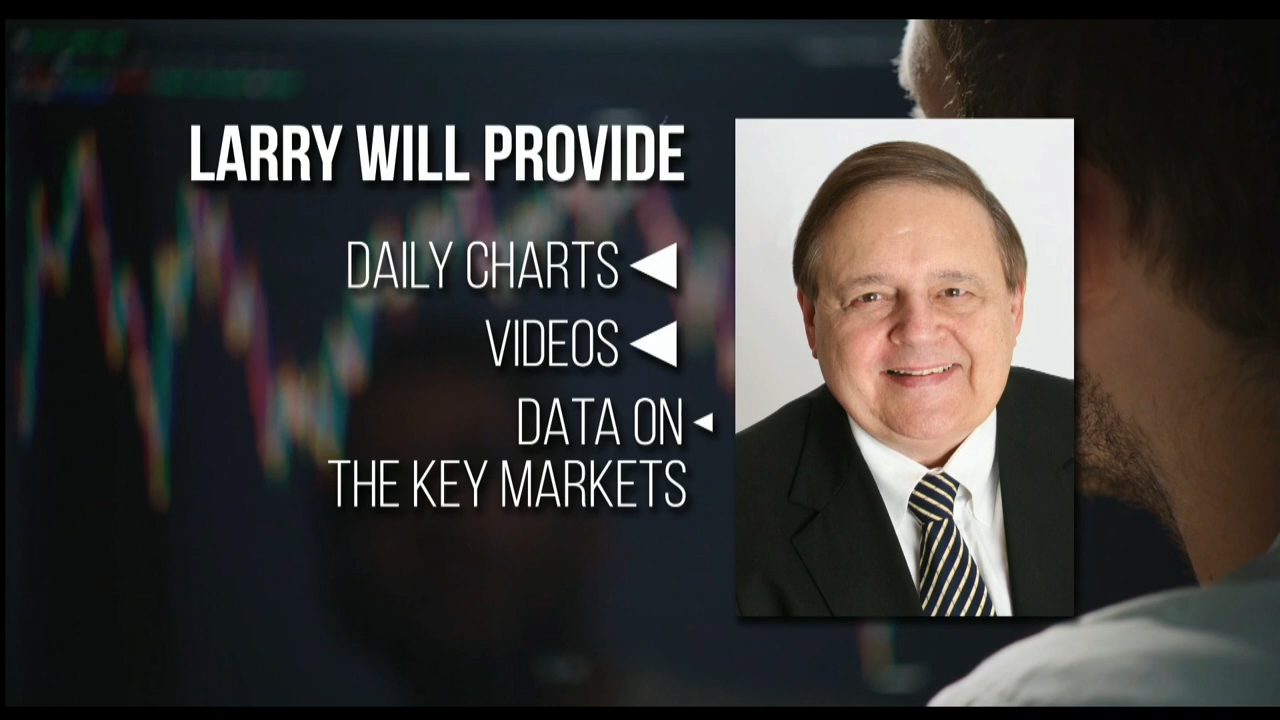 LARRY WILL PROVIDE
DAILY CHARTS
VIDEOS
DATA ON
THE KEY MARKETS